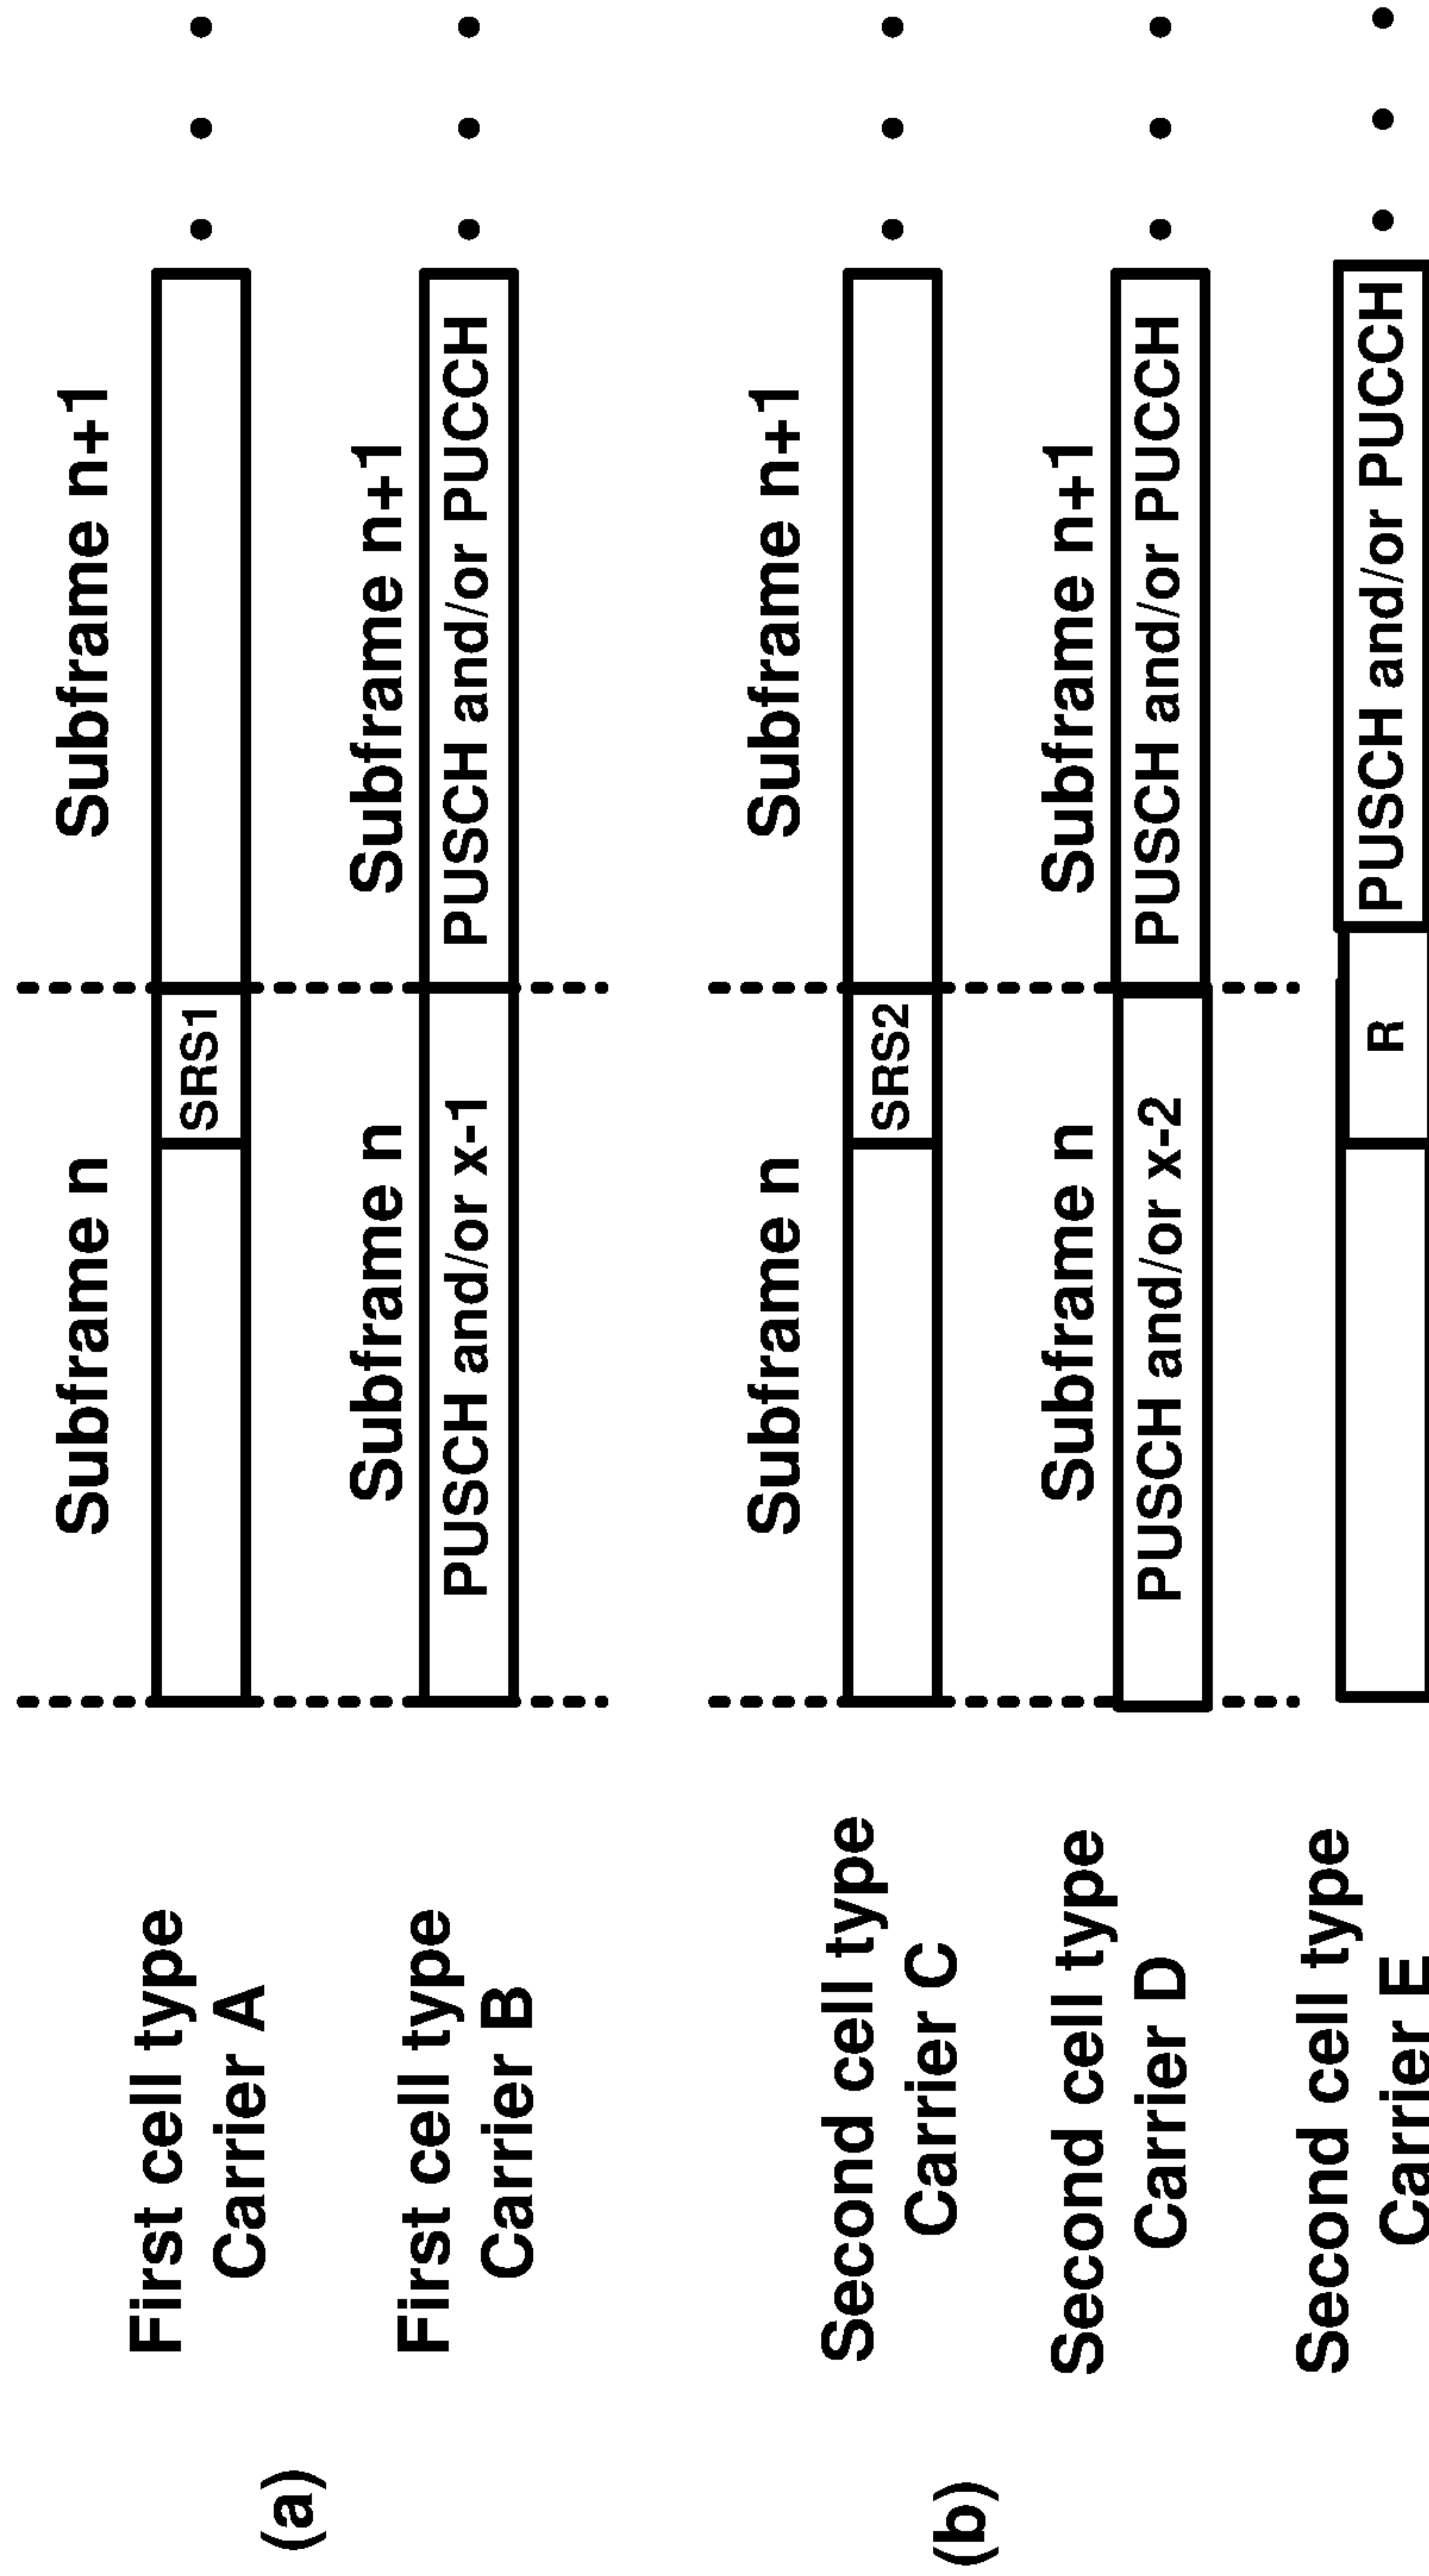 (a)
Subframe n
Subframe n+1
First cell type
Carrier A
SRS1
Subframe n
Subframe n+1
First cell type
Carrier B
PUSCH and/or x-1
PUSCH and/or PUCCH
(b)
Subframe n
Subframe n+1
Second cell type
Carrier C
SRS2
Subframe n
Subframe n+1
Second cell type
Carrier D
PUSCH and/or x-2
PUSCH and/or PUCCH
Second cell type
Carrier E
R
PUSCH and/or PUCCH